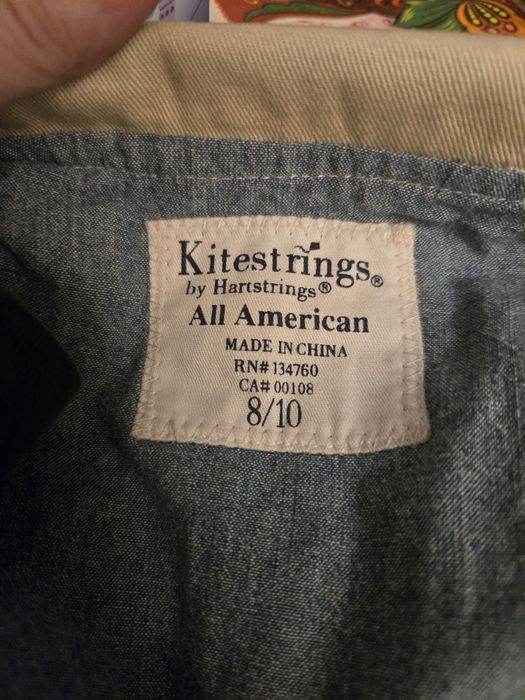 Kitestrings®
by Hartstrings®
All American
MADE IN CHINA
RN# 134760
CA# 00108
8/10